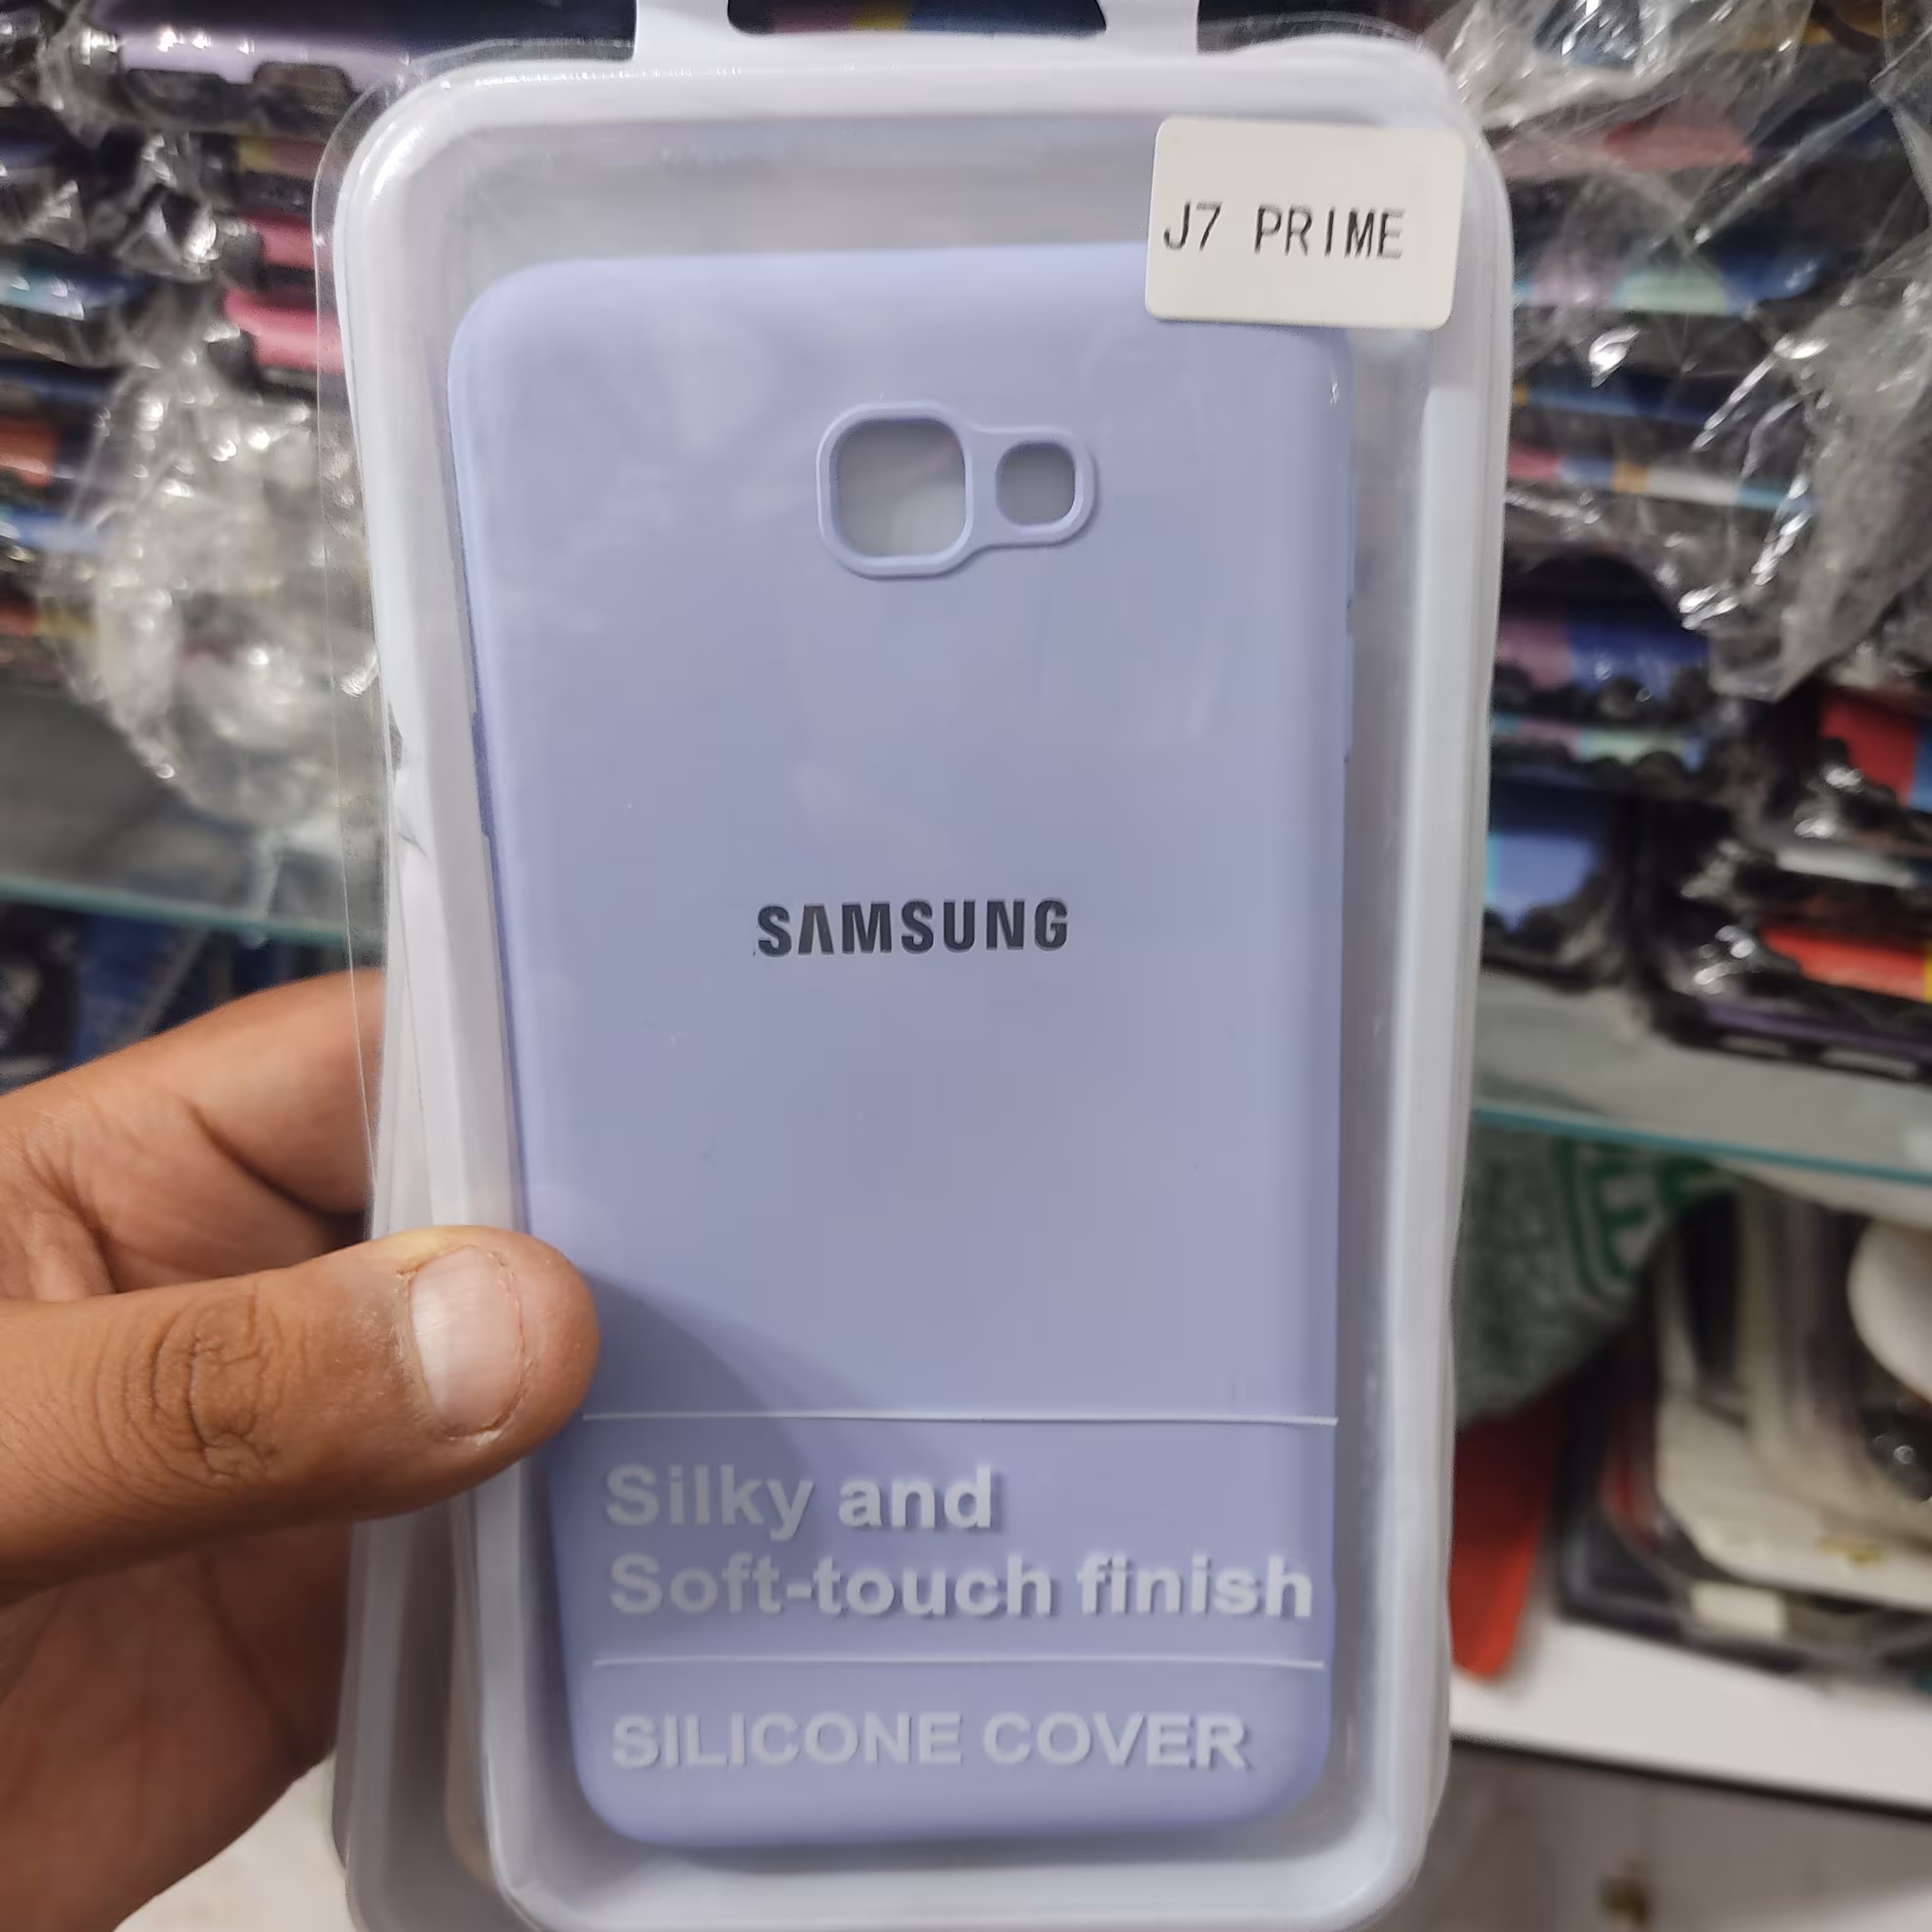 J7 PRIME
SAMSUNG
Silky and
Soft-touch finish
SILICONE COVER